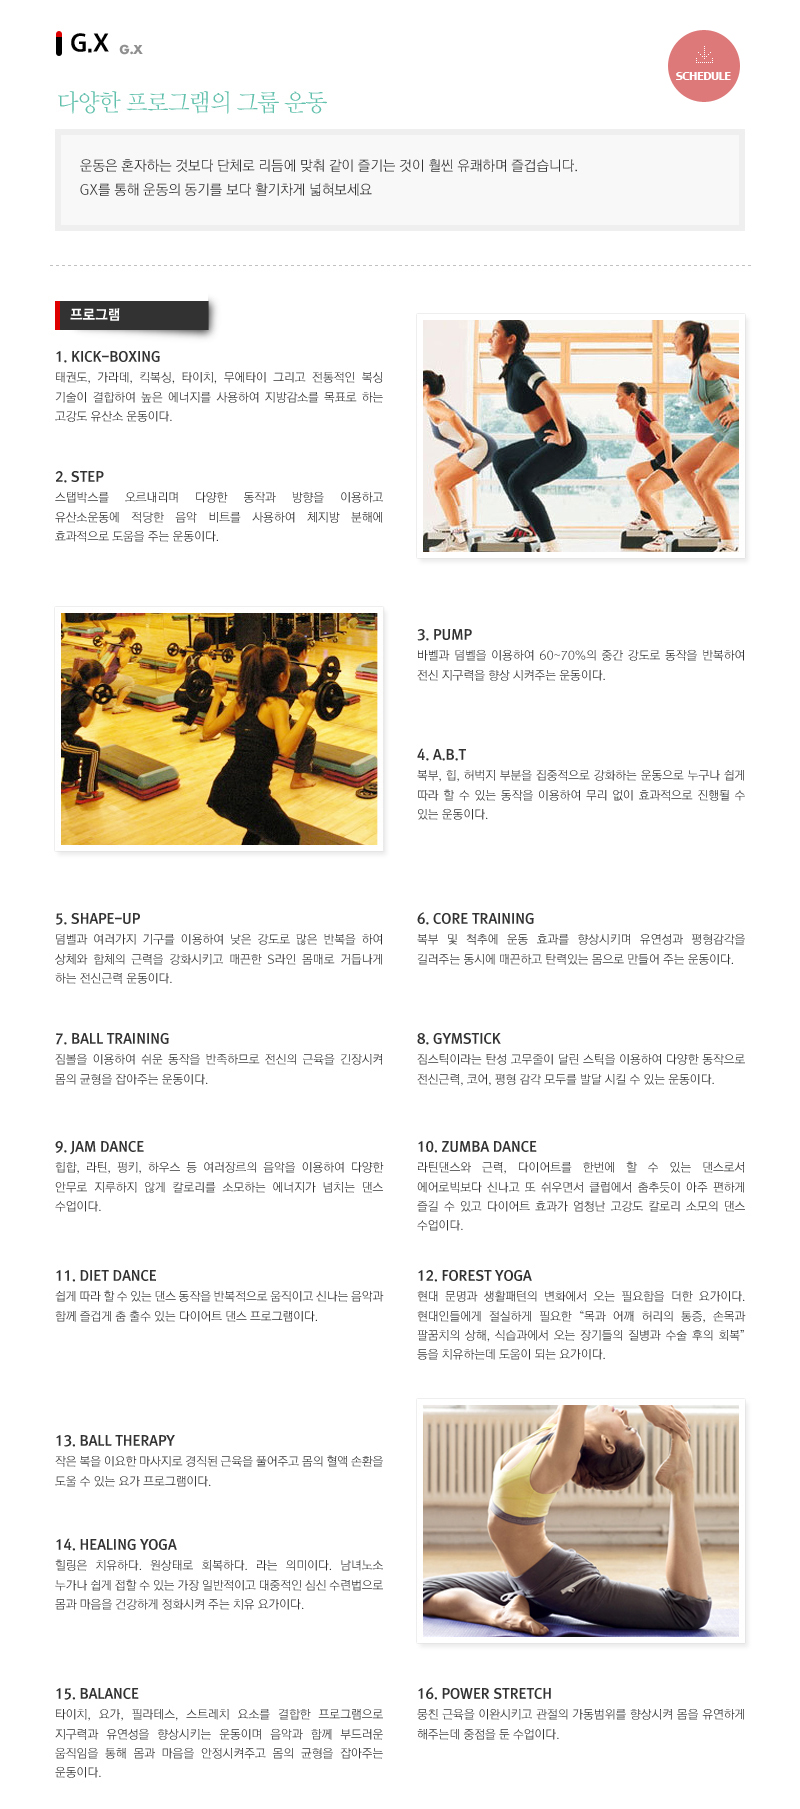 G.X G.X
SCHEDULE
다양한 프로그램의 그룹 운동
운동은 혼자하는 것보다 단체로 리듬에 맞춰 같이 즐기는 것이 훨씬 유쾌하며 즐겁습니다.
GX를 통해 운동의 동기를 보다 활기차게 넓혀보세요
프로그램
1. KICK-BOXING
태권도, 가라데, 킥복싱, 타이치, 무에타이 그리고 전통적인 복싱
기술이 결합하여 높은 에너지를 사용하여 지방감소를 목표로 하는
고강도 유산소 운동이다.
2. STEP
스탭박스를 오르내리며 다양한 동작과 방향을 이용하고
유산소운동에 적당한 음악 비트를 사용하여 체지방 분해에
효과적으로 도움을 주는 운동이다.
3. PUMP
바벨과 덤벨을 이용하여 60~70%의 중간 강도로 동작을 반복하여
전신 지구력을 향상 시켜주는 운동이다.
4. A.B.T
복부, 힙, 허벅지 부분을 집중적으로 강화하는 운동으로 누구나 쉽게
따라 할 수 있는 동작을 이용하여 무리 없이 효과적으로 진행될 수
있는 운동이다.
5. SHAPE-UP
덤벨과 여러가지 기구를 이용하여 낮은 강도로 많은 반복을 하여
상체와 합체의 근력을 강화시키고 매끈한 S라인 몸매로 거듭나게
하는 전신근력 운동이다.
6. CORE TRAINING
복부 및 척추에 운동 효과를 향상시키며 유연성과 평형감각을
길러주는 동시에 매끈하고 탄력있는 몸으로 만들어 주는 운동이다.
7. BALL TRAINING
짐볼을 이용하여 쉬운 동작을 반족하므로 전신의 근육을 긴장시켜
몸의 균형을 잡아주는 운동이다.
8. GYMSTICK
짐스틱이라는 탄성 고무줄이 달린 스틱을 이용하여 다양한 동작으로
전신근력, 코어, 평형 감각 모두를 발달 시킬 수 있는 운동이다.
9. JAM DANCE
힙합, 라틴, 펑키, 하우스 등 여러장르의 음악을 이용하여 다양한
안무로 지루하지 않게 칼로리를 소모하는 에너지가 넘치는 댄스
수업이다.
10. ZUMBA DANCE
라틴댄스와 근력, 다이어트를 한번에 할 수 있는 댄스로서
에어로빅보다 신나고 또 쉬우면서 클럽에서 춤추듯이 아주 편하게
즐길 수 있고 다이어트 효과가 엄청난 고강도 칼로리 소모의 댄스
수업이다.
11. DIET DANCE
쉽게 따라 할 수 있는 댄스 동작을 반복적으로 움직이고 신나는 음악과
함께 즐겁게 춤 출수 있는 다이어트 댄스 프로그램이다.
12. FOREST YOGA
현대 문명과 생활패턴의 변화에서 오는 필요함을 더한 요가이다.
현대인들에게 절실하게 필요한 “목과 어깨 허리의 통증, 손목과
팔꿈치의 상해, 식습과에서 오는 장기들의 질병과 수술 후의 회복”
등을 치유하는데 도움이 되는 요가이다.
13. BALL THERAPY
작은 복을 이요한 마사지로 경직된 근육을 풀어주고 몸의 혈액 손환을
도울 수 있는 요가 프로그램이다.
14. HEALING YOGA
힐링은 치유하다. 원상태로 회복하다. 라는 의미이다. 남녀노소
누가나 쉽게 접할 수 있는 가장 일반적이고 대중적인 심신 수련법으로
몸과 마음을 건강하게 정화시켜 주는 치유 요가이다.
15. BALANCE
타이치, 요가, 필라테스, 스트레치 요소를 결합한 프로그램으로
지구력과 유연성을 향상시키는 운동이며 음악과 함께 부드러운
움직임을 통해 몸과 마음을 안정시켜주고 몸의 균형을 잡아주는
운동이다.
16. POWER STRETCH
뭉친 근육을 이완시키고 관절의 가동범위를 향상시켜 몸을 유연하게
해주는데 중점을 둔 수업이다.